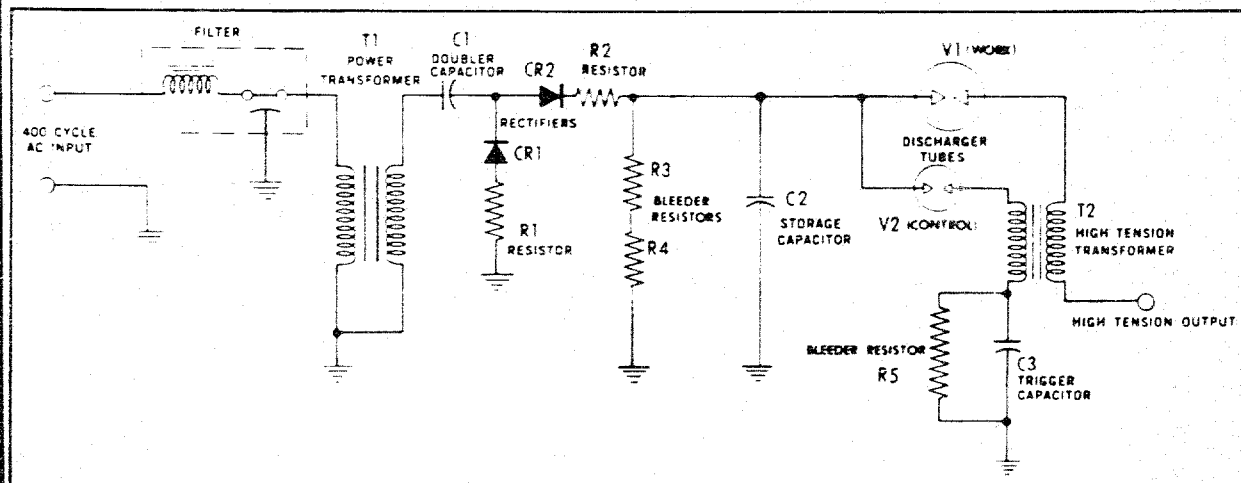 FILTER
400 CYCLE
AC INPUT
T1
POWER
TRANSFORMER
C1
DOUBLER
CAPACITOR
CR2
R2
RESISTOR
RECTIFIERS
CR1
R1
RESISTOR
R3
BLEEDER
RESISTORS
R4
C2
STORAGE
CAPACITOR
V1 (WORK)
DISCHARGER
TUBES
V2 (CONTROL)
T2
HIGH TENSION
TRANSFORMER
HIGH TENSION OUTPUT
BLEEDER RESISTOR
R5
C3
TRIGGER
CAPACITOR